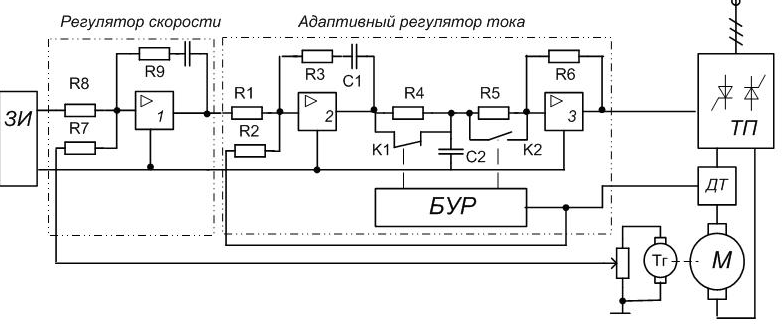 Регулятор скорости
Адаптивный регулятор тока
ЗИ
R8
R7
R9
1
R1
R2
R3
C1
2
R4
K1
C2
R5
K2
R6
3
БУР
ТП
ДТ
Тг
М